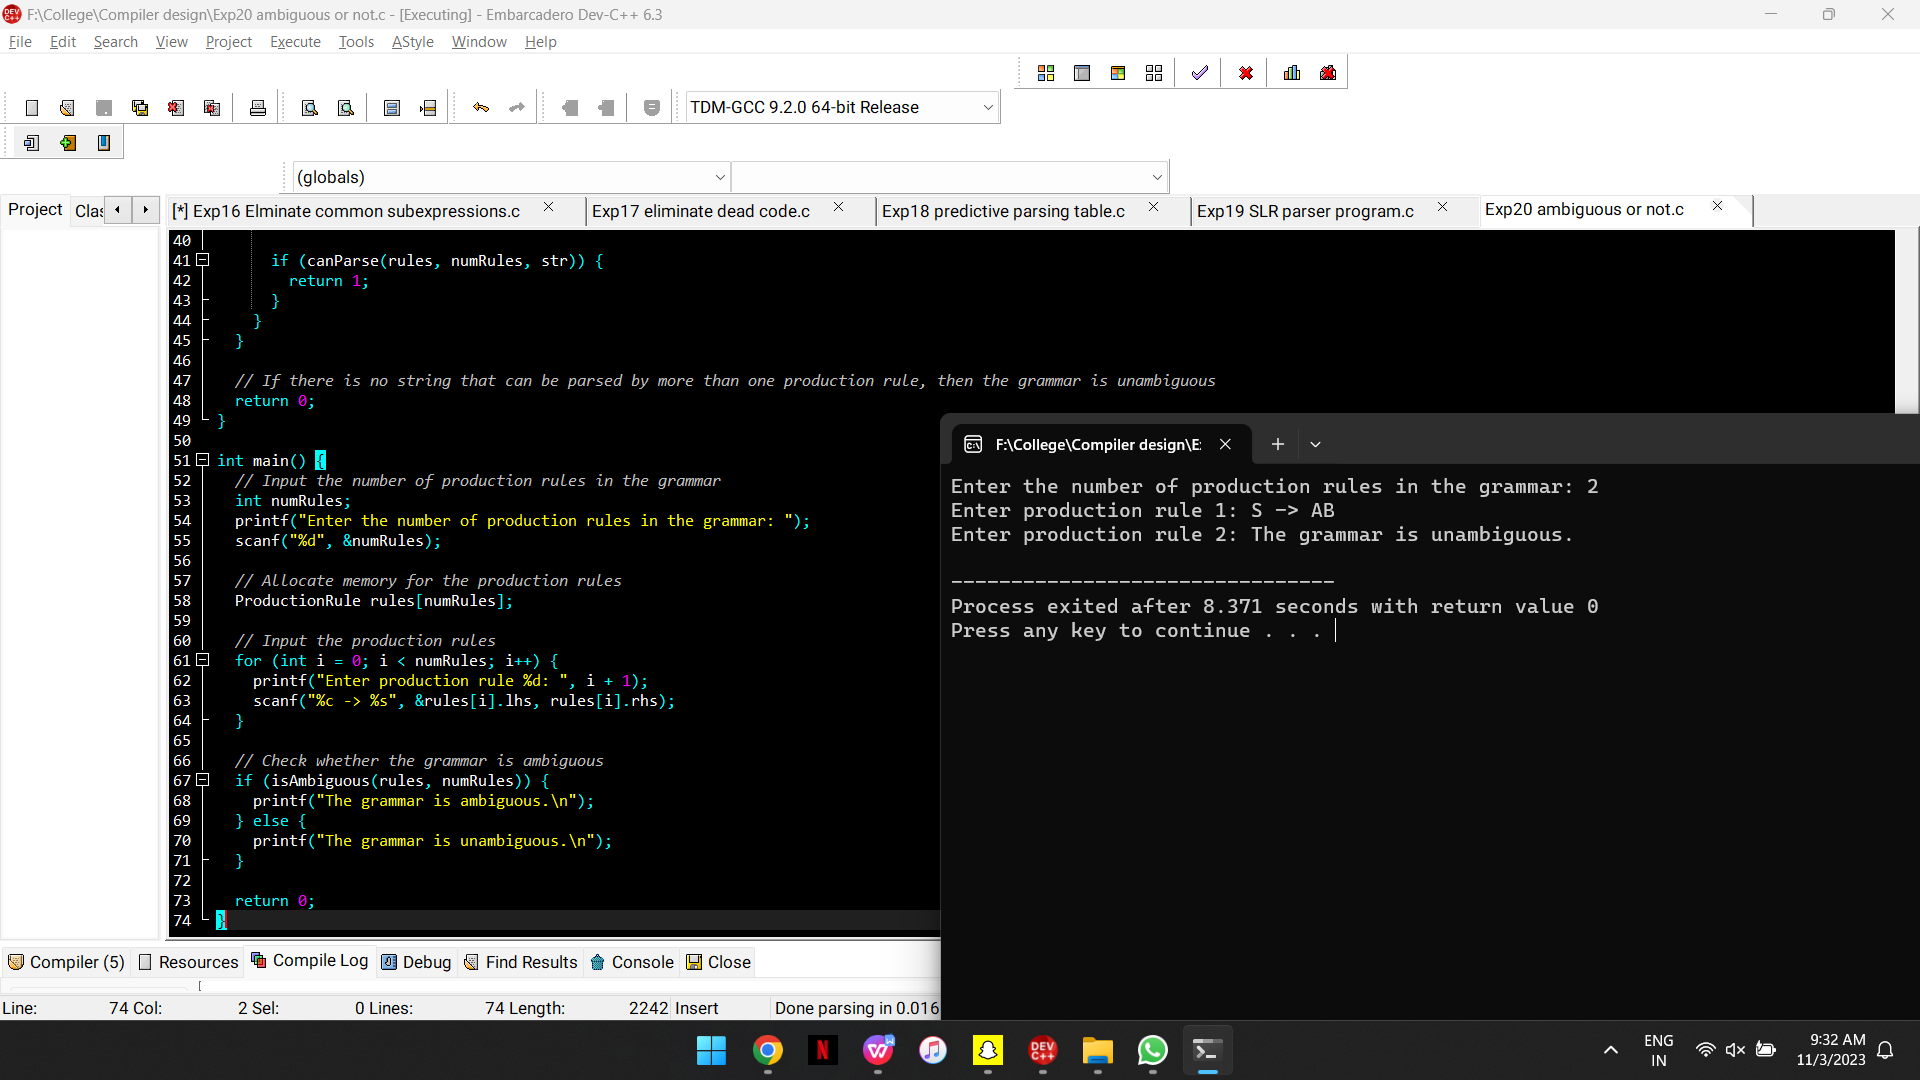 F:\College\Compiler design\Exp20 ambiguous or not.c - [Executing] - Embarcadero Dev-C++ 6.3
File Edit Search View Project Execute Tools AStyle Window Help
TDM-GCC 9.2.0 64-bit Release
(globals)
Project Clas [*] Exp16 Elminate common subexpressions.c Exp17 eliminate dead code.c Exp18 predictive parsing table.c Exp19 SLR parser program.c Exp20 ambiguous or not.c
40
41 if (canParse(rules, numRules, str)) {
42 return 1;
43 }
44 }
45 }
46
47 // If there is no string that can be parsed by more than one production rule, then the grammar is unambiguous
48 return 0;
49 }
50
51 int main() {
52 // Input the number of production rules in the grammar
53 int numRules;
54 printf("Enter the number of production rules in the grammar: ");
55 scanf("%d", &numRules);
56
57 // Allocate memory for the production rules
58 ProductionRule rules[numRules];
59
60 // Input the production rules
61 for (int i = 0; i < numRules; i++) {
62 printf("Enter production rule %d: ", i + 1);
63 scanf("%c -> %s", &rules[i].lhs, rules[i].rhs);
64 }
65
66 // Check whether the grammar is ambiguous
67 if (isAmbiguous(rules, numRules)) {
68 printf("The grammar is ambiguous.\n");
69 } else {
70 printf("The grammar is unambiguous.\n");
71 }
72
73 return 0;
74 }
F:\College\Compiler design\E:
Enter the number of production rules in the grammar: 2
Enter production rule 1: S -> AB
Enter production rule 2: The grammar is unambiguous.
--------------------------------
Process exited after 8.371 seconds with return value 0
Press any key to continue . . .
Compiler (5) Resources Compile Log Debug Find Results Console Close
Line: 74 Col: 2 Sel: 0 Lines: 74 Length: 2242 Insert Done parsing in 0.016
DEV C++
ENG
IN
9:32 AM
11/3/2023